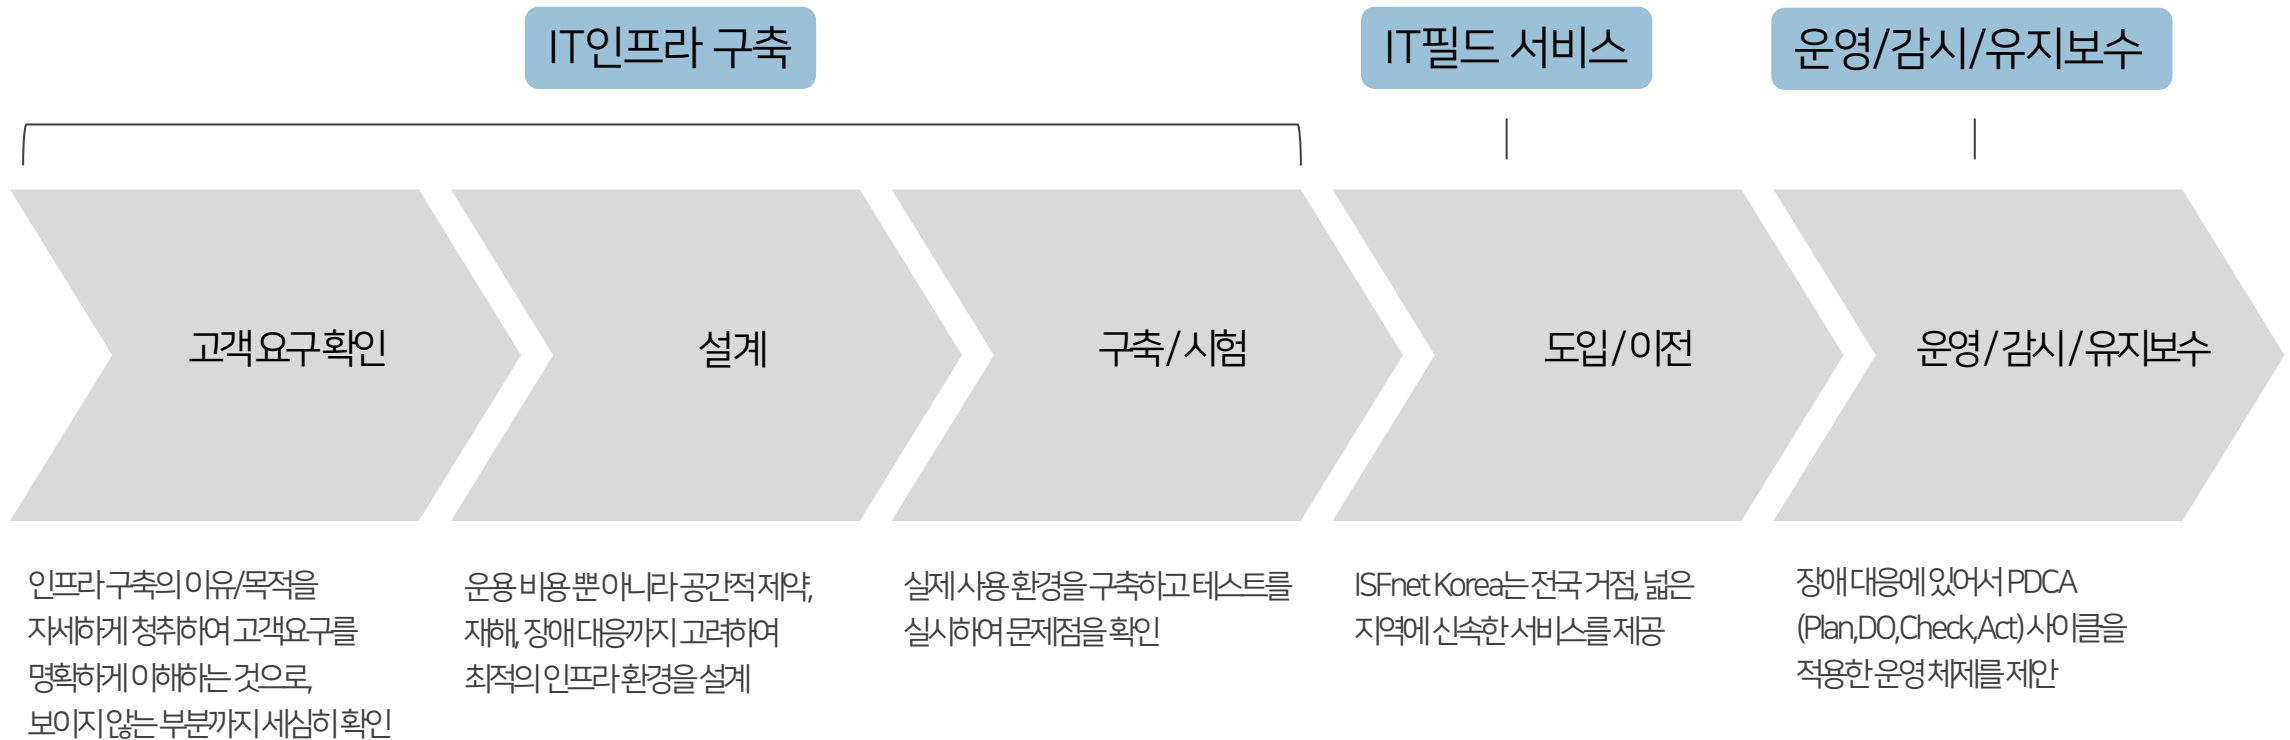 IT인프라 구축
IT필드 서비스
운영/감시/유지보수
고객 요구 확인
설계
구축 / 시험
도입 / 이전
운영 / 감시 / 유지보수
인프라 구축의 이유/목적을
자세하게 청취하여 고객요구를
명확하게 이해하는 것으로,
보이지 않는 부분까지 세심히 확인
운용 비용 뿐 아니라 공간적 제약,
재해, 장애 대응까지 고려하여
최적의 인프라 환경을 설계
실제 사용 환경을 구축하고 테스트를
실시하여 문제점을 확인
ISFnet Korea는 전국 거점, 넓은
지역에 신속한 서비스를 제공
장애 대응에 있어서 PDCA
(Plan,DO,Check,Act) 사이클을
적용한 운영 체제를 제안